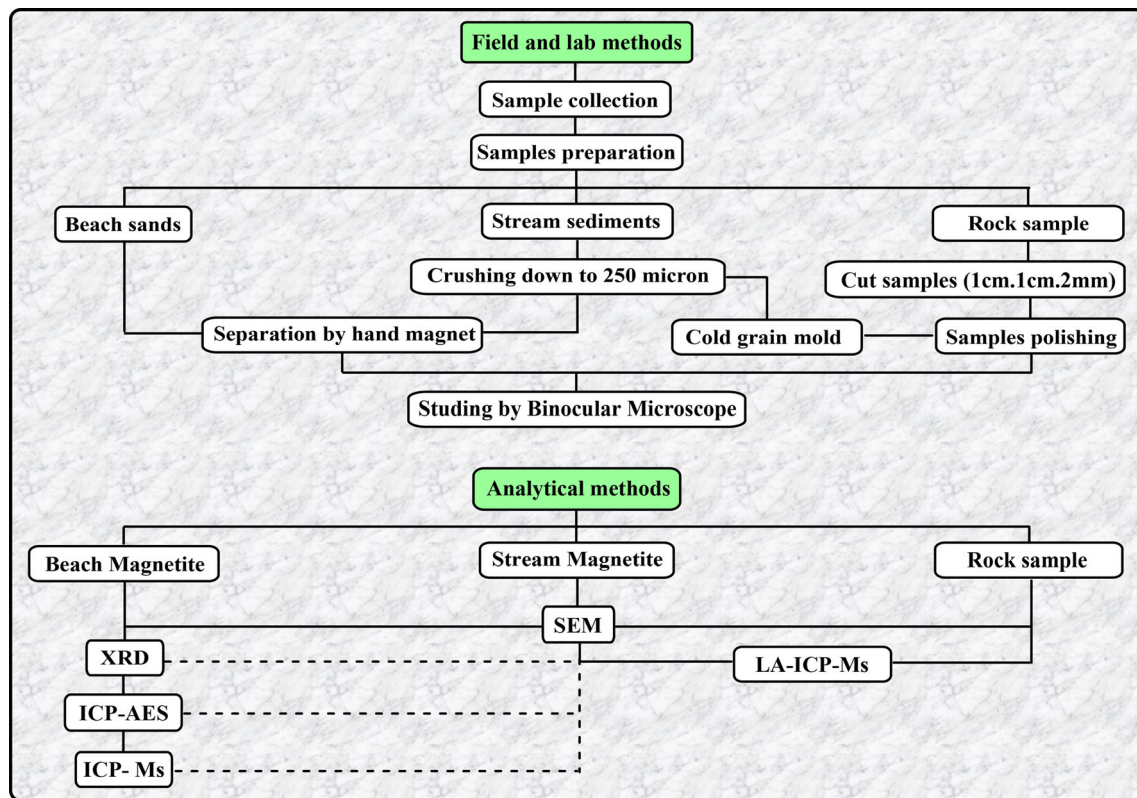 Field and lab methods
Sample collection
Samples preparation
Beach sands
Stream sediments
Rock sample
Crushing down to 250 micron
Cut samples (1cm.1cm.2mm)
Separation by hand magnet
Cold grain mold
Samples polishing
Studing by Binocular Microscope
Analytical methods
Beach Magnetite
Stream Magnetite
Rock sample
SEM
XRD
LA-ICP-Ms
ICP-AES
ICP- Ms